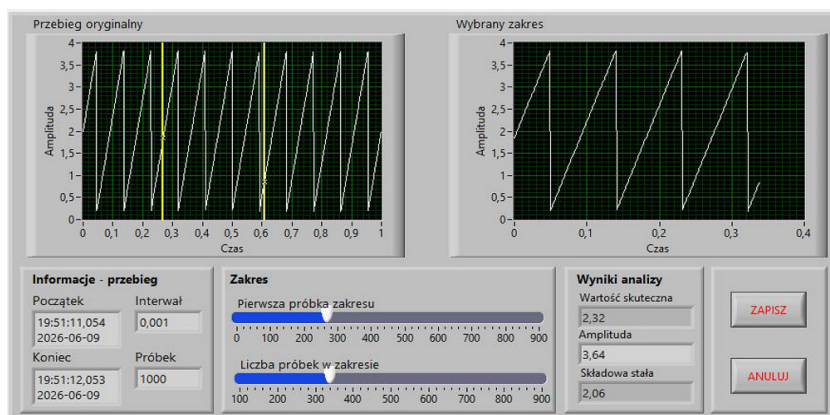 Przebieg oryginalny
4
3,5
3
2,5
2
1,5
1
0,5
0
Amplituda
0 0,1 0,2 0,3 0,4 0,5 0,6 0,7 0,8 0,9 1
Czas
Wybrany zakres
4
3,5
3
2,5
2
1,5
1
0,5
0
Amplituda
0 0,1 0,2 0,3 0,4
Czas
Informacje - przebieg
Początek
19:51:11,054
2026-06-09
Interwał
0,001
Koniec
19:51:12,053
2026-06-09
Próbek
1000
Zakres
Pierwsza próbka zakresu
0 100 200 300 400 500 600 700 800 900
Liczba próbek w zakresie
100 200 300 400 500 600 700 800 900
Wyniki analizy
Wartość skuteczna
2,32
Amplituda
3,64
Składowa stała
2,06
ZAPISZ
ANULUJ